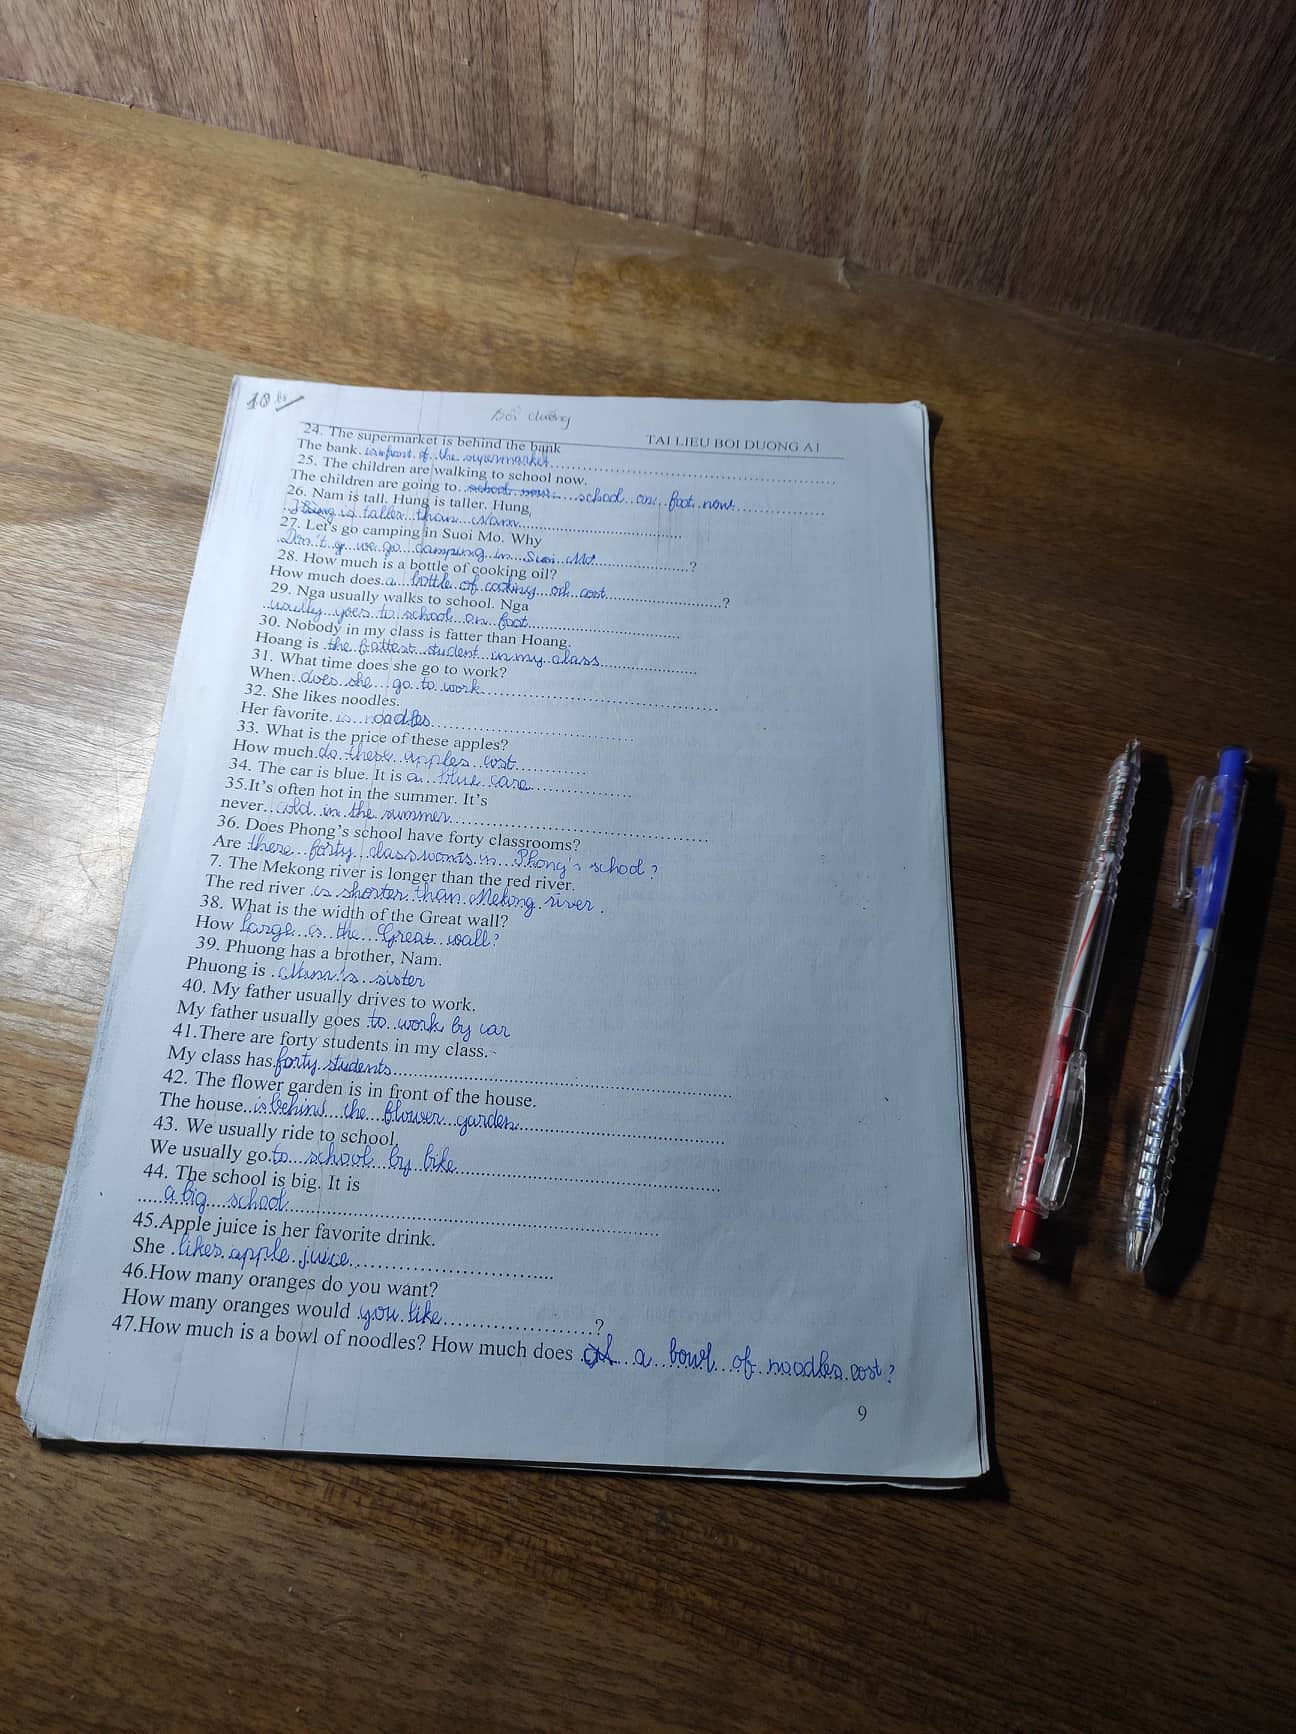 10
Bồi dưỡng
TAI LIEU BOI DUONG A1
24. The supermarket is behind the bank
The bank. is infront of the supermarket
25. The children are walking to school now.
The children are going to school on foot now
26. Nam is tall. Hung is taller. Hung
is taller than Nam
27. Let's go camping in Suoi Mo. Why
Don't we go camping in Suoi Mo ?
28. How much is a bottle of cooking oil?
How much does a bottle of cooking cost ?
29. Nga usually walks to school. Nga
usually goes to school on foot
30. Nobody in my class is fatter than Hoang.
Hoang is the fattest student in my class
31. What time does she go to work?
When does she go to work
32. She likes noodles.
Her favorite. is noodles
33. What is the price of these apples?
How much do these apples cost
34. The car is blue. It is a blue care
35.It's often hot in the summer. It's
never cold in the summer
36. Does Phong's school have forty classrooms?
Are there forty classrooms in Phong's school?
7. The Mekong river is longer than the red river.
The red river is shorter than Mekong river.
38. What is the width of the Great wall?
How large is the Great wall?
39. Phuong has a brother, Nam.
Phuong is Nam's sister
40. My father usually drives to work.
My father usually goes to work by car
41.There are forty students in my class.
My class has forty students
42. The flower garden is in front of the house.
The house is behind the flower garden
43. We usually ride to school
We usually go to school by bike
44. The school is big. It is
a big school
45.Apple juice is her favorite drink.
She likes apple juice
46.How many oranges do you want?
How many oranges would you like ?
47.How much is a bowl of noodles? How much does a bowl of noodles cost?
9